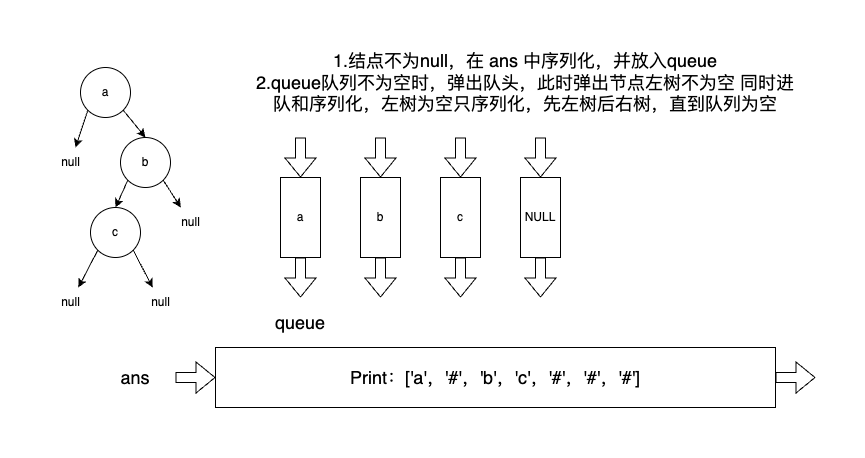 1.结点不为null，在 ans 中序列化，并放入queue
2.queue队列不为空时，弹出队头，此时弹出节点左树不为空 同时进
队和序列化，左树为空只序列化，先左树后右树，直到队列为空
a
null
b
null
c
null
null
a
b
c
NULL
queue
ans
Print：['a'，'#'，'b'，'c'，'#'，'#'，'#']